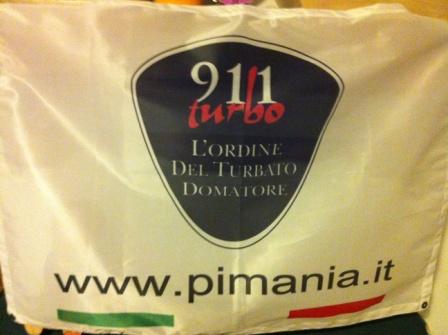 911
turbo
L'ORDINE
DEL TURBATO
DOMATORE
www.pimania.it